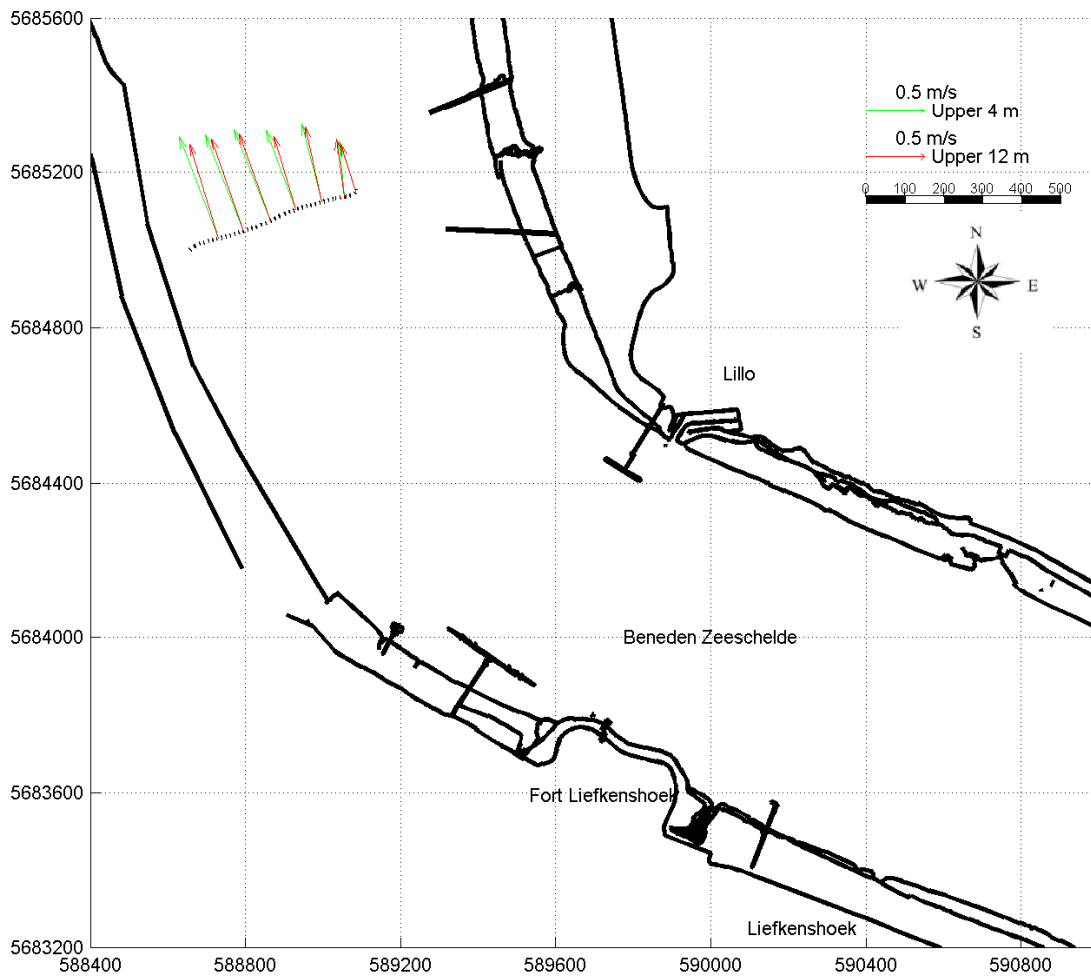 5685600
0.5 m/s
Upper 4 m
0.5 m/s
Upper 12 m
5685200
0 100 200 300 400 500
N
W E
S
5684800
Lillo
5684400
5684000
Beneden Zeeschelde
5683600
Fort Liefkenshoek
Liefkenshoek
5683200
588400 588800 589200 589600 590000 590400 590800